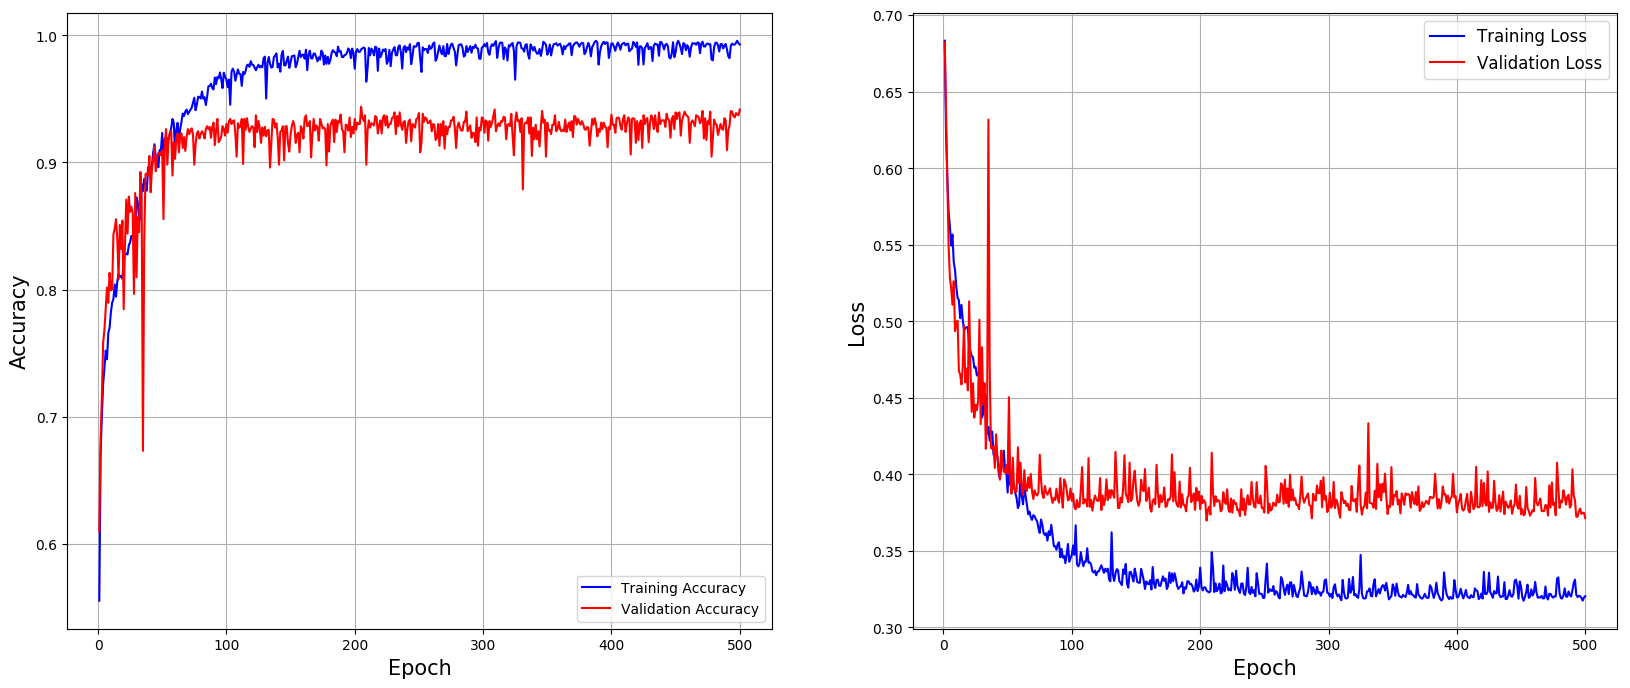 1.0
0.9
0.8
0.7
0.6
Accuracy
0 100 200 300 400 500
Epoch
Training Accuracy
Validation Accuracy
0.70
0.65
0.60
0.55
0.50
0.45
0.40
0.35
0.30
Loss
0 100 200 300 400 500
Epoch
Training Loss
Validation Loss